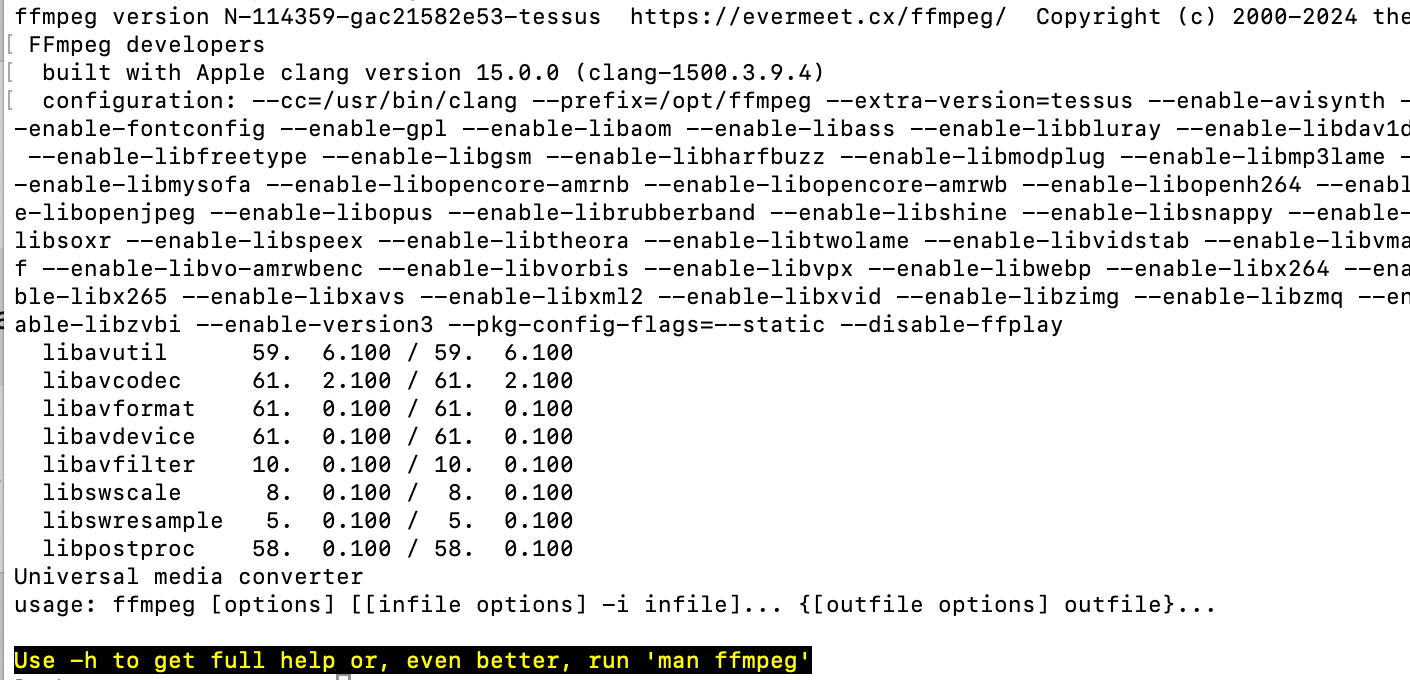 ffmpeg version N-114359-gac21582e53-tessus  https://evermeet.cx/ffmpeg/  Copyright (c) 2000-2024 the
[ FFmpeg developers
[  built with Apple clang version 15.0.0 (clang-1500.3.9.4)
[  configuration: --cc=/usr/bin/clang --prefix=/opt/ffmpeg --extra-version=tessus --enable-avisynth -
-enable-fontconfig --enable-gpl --enable-libaom --enable-libass --enable-libbluray --enable-libdav1d
 --enable-libfreetype --enable-libgsm --enable-libharfbuzz --enable-libmodplug --enable-libmp3lame -
-enable-libmysofa --enable-libopencore-amrnb --enable-libopencore-amrwb --enable-libopenh264 --enabl
e-libopenjpeg --enable-libopus --enable-librubberband --enable-libshine --enable-libsnappy --enable-
libsoxr --enable-libspeex --enable-libtheora --enable-libtwolame --enable-libvidstab --enable-libvma
f --enable-libvo-amrwbenc --enable-libvorbis --enable-libvpx --enable-libwebp --enable-libx264 --ena
ble-libx265 --enable-libxavs --enable-libxml2 --enable-libxvid --enable-libzimg --enable-libzmq --en
able-libzvbi --enable-version3 --pkg-config-flags=--static --disable-ffplay
  libavutil      59.  6.100 / 59.  6.100
  libavcodec     61.  2.100 / 61.  2.100
  libavformat    61.  0.100 / 61.  0.100
  libavdevice    61.  0.100 / 61.  0.100
  libavfilter    10.  0.100 / 10.  0.100
  libswscale      8.  0.100 /  8.  0.100
  libswresample   5.  0.100 /  5.  0.100
  libpostproc    58.  0.100 / 58.  0.100
Universal media converter
usage: ffmpeg [options] [[infile options] -i infile]... {[outfile options] outfile}...
Use -h to get full help or, even better, run 'man ffmpeg'